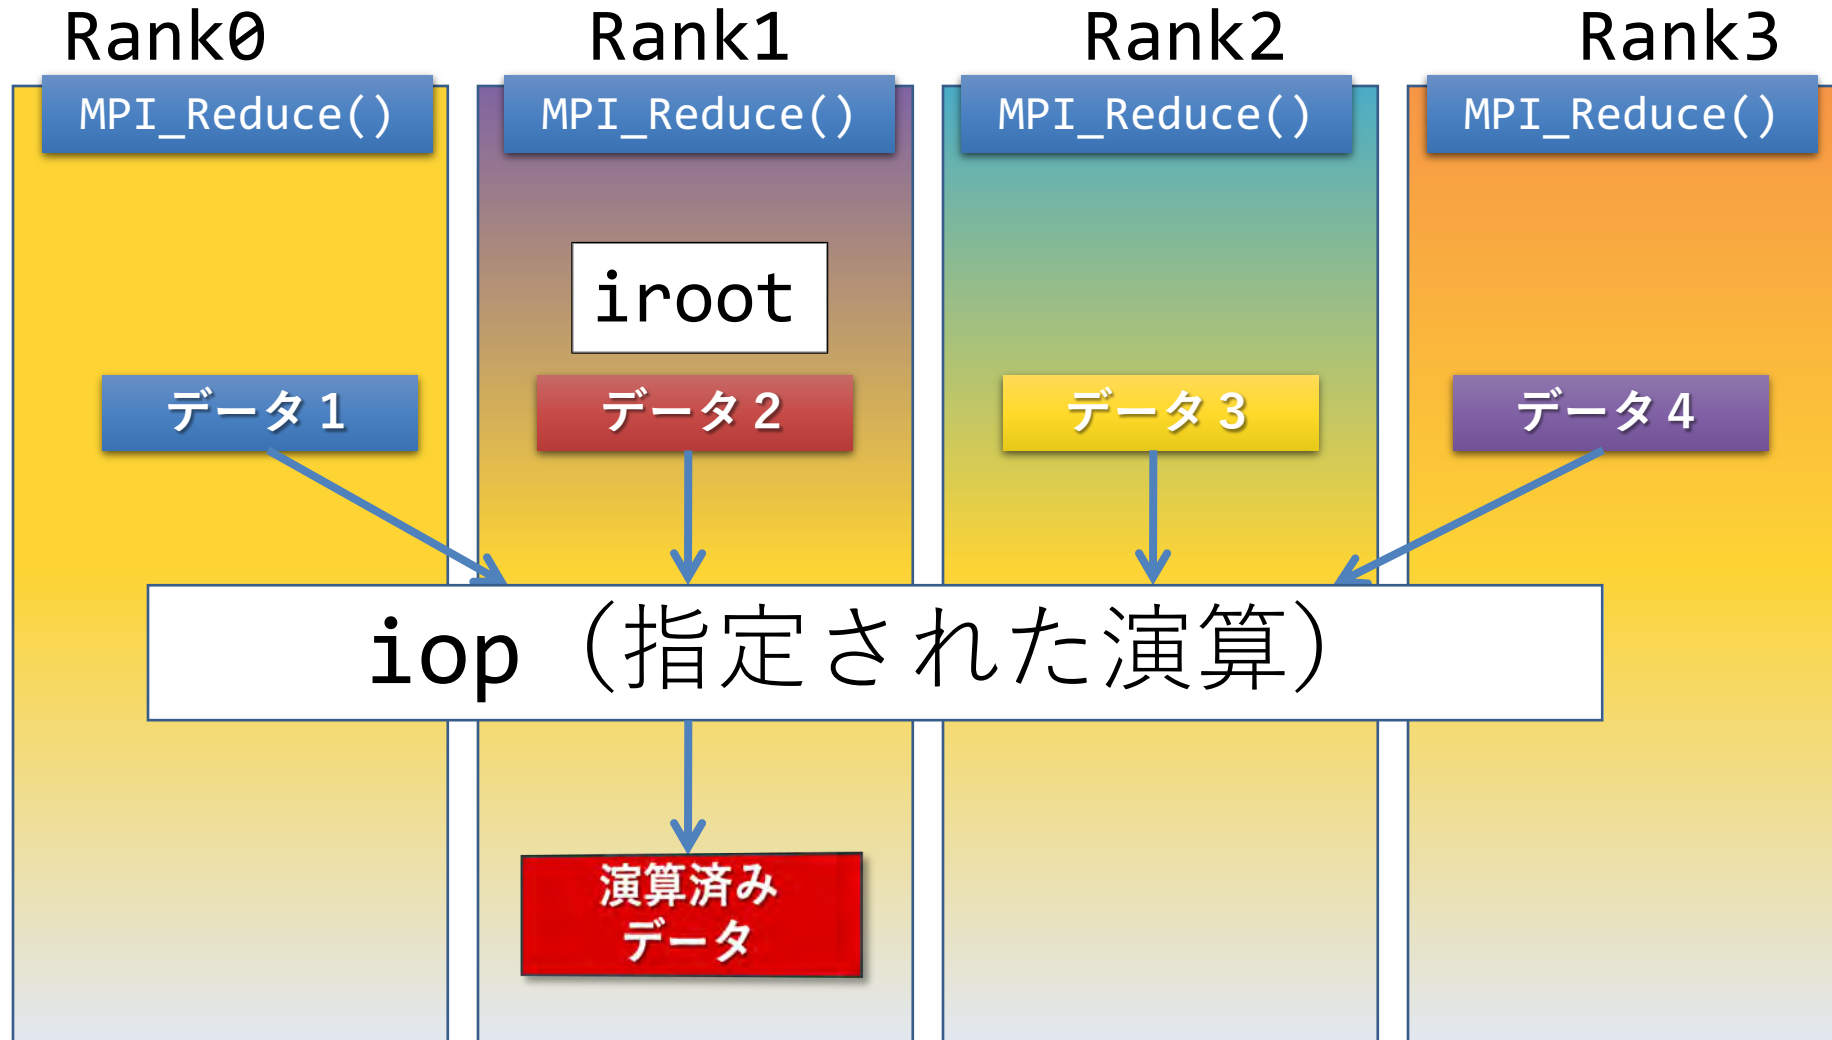 Rank0
Rank1
Rank2
Rank3
MPI_Reduce()
MPI_Reduce()
MPI_Reduce()
MPI_Reduce()
iroot
データ１
データ２
データ３
データ４
iop（指定された演算）
演算済み
データ